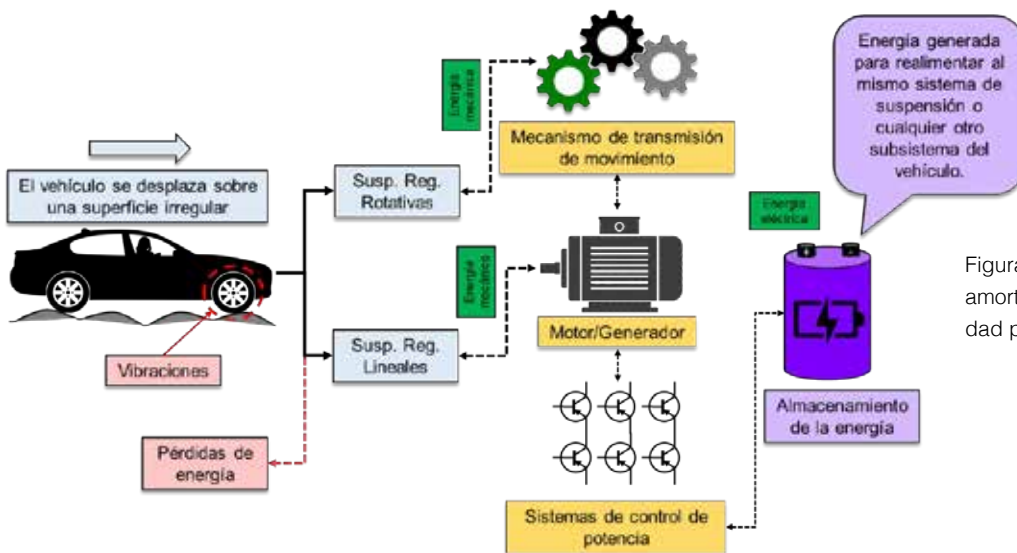 El vehículo se desplaza sobre
una superficie irregular
Vibraciones
Pérdidas de
energía
Susp. Reg.
Rotativas
Susp. Reg.
Lineales
Energía
mecánica
Energía
mecánica
Mecanismo de transmisión
de movimiento
Motor/Generador
Sistemas de control de
potencia
Energía
eléctrica
Energía generada
para realimentar al
mismo sistema de
suspensión o
cualquier otro
subsistema del
vehículo.
Almacenamiento
de la energía
Figura
amort
dad p